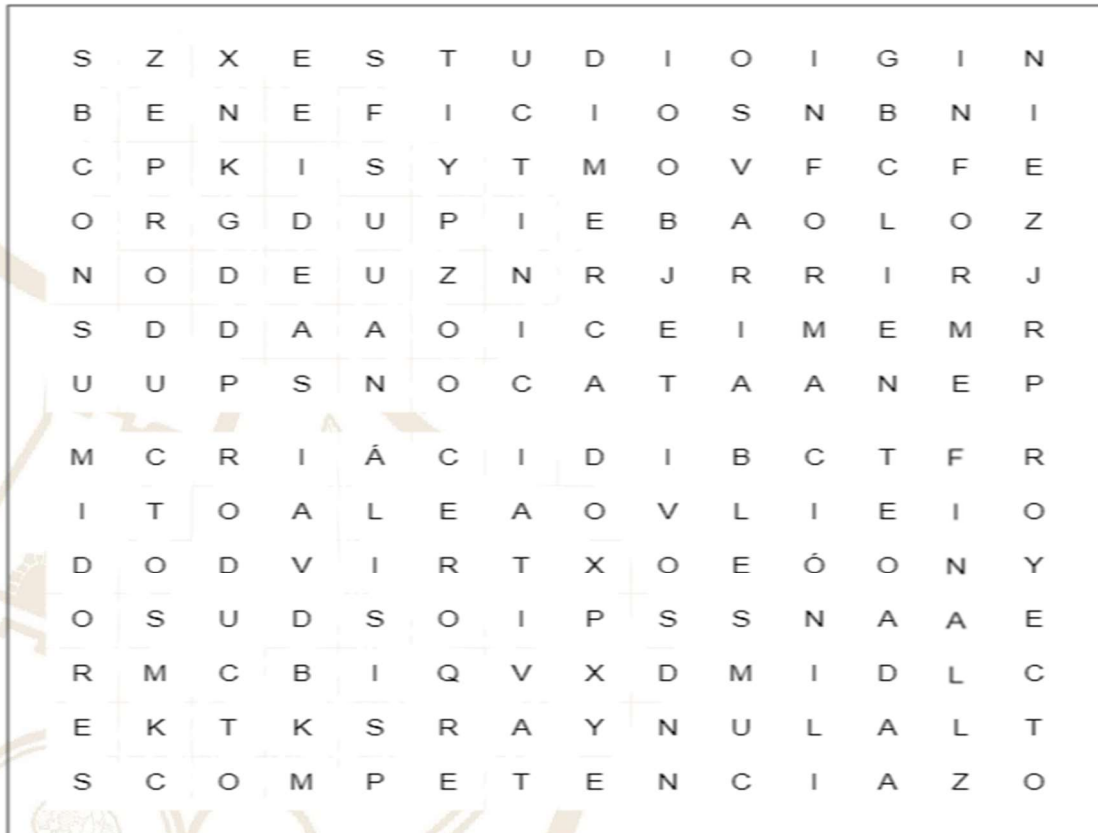 S Z X E S T U D I O I G I N
B E N E F I C I O S N B N I
C P K I S Y T M O V F C F E
O R G D U P I E B A O L O Z
N O D E U Z N R J R R I R J
S D D A A O I C E I M E M R
U U P S N O C A T A A N E P
M C R I Á C I D I B C T F R
I T O A L E A O V L I E I O
D O D V I R T X O E Ó O N Y
O S U D S O I P S S N A A E
R M C B I Q V X D M I D L C
E K T K S R A Y N U L A L T
S C O M P E T E N C I A Z O